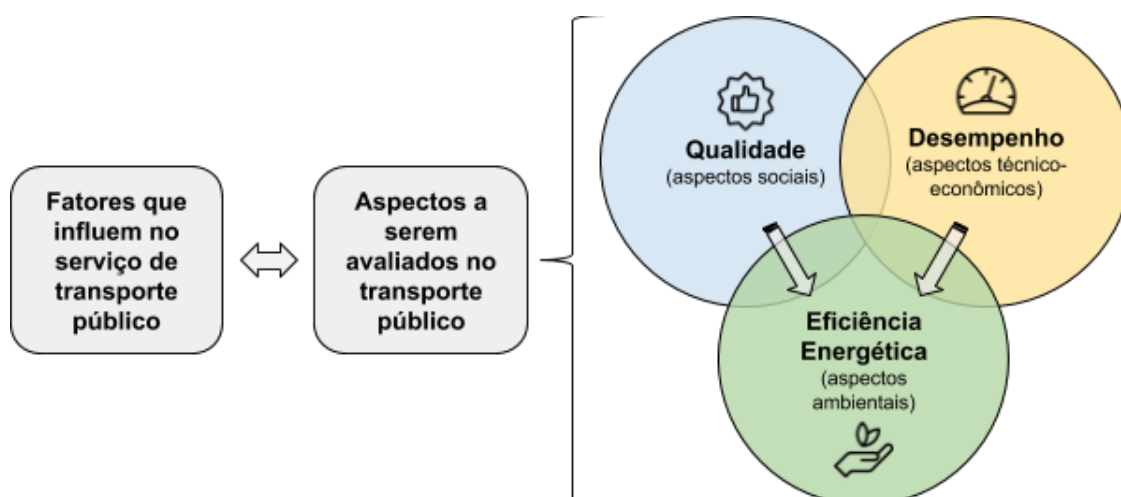 Fatores que
influem no
serviço de
transporte
público
Aspectos a
serem
avaliados no
transporte
público
Qualidade
(aspectos sociais)
Desempenho
(aspectos técnico-
econômicos)
Eficiência
Energética
(aspectos
ambientais)